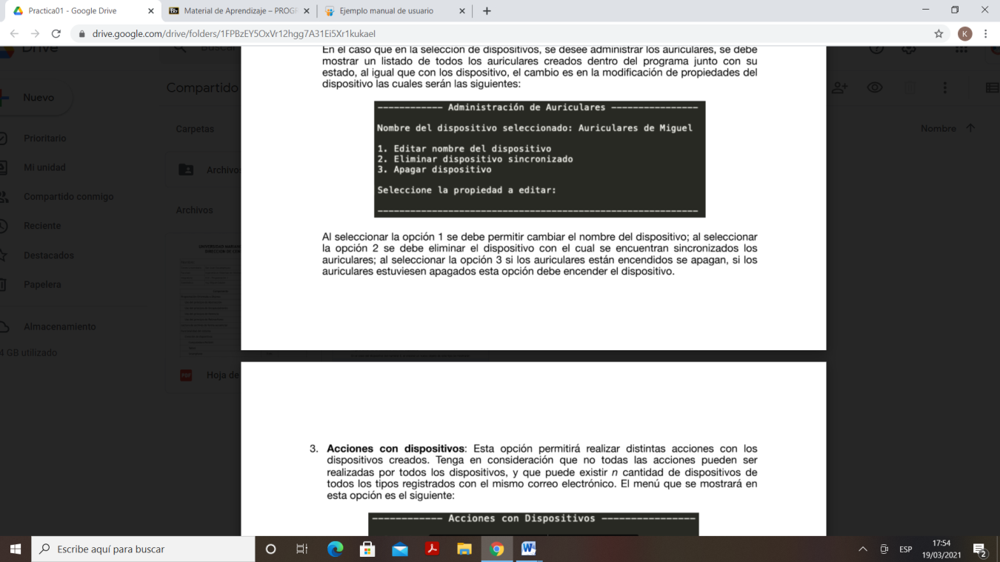 Practica01 - Google Drive
Material de Aprendizaje – PROGF
Ejemplo manual de usuario
drive.google.com/drive/folders/1FPBzEY5OxVr12hgg7A31Ei5Xr1kukaeI
K
Drive
Buscar
Nuevo
Prioritario
Mi unidad
Compartido conmigo
Reciente
Destacados
Papelera
Almacenamiento
4 GB utilizado
Compartido
Carpetas
Nombre
Archivos
Archivos
Hoja de
En el caso que en la selección de dispositivos, se desee administrar los auriculares, se debe
mostrar un listado de todos los auriculares creados dentro del programa junto con su
estado, al igual que con los dispositivo, el cambio es en la modificación de propiedades del
dispositivo las cuales serán las siguientes:
------------ Administración de Auriculares ----------------
Nombre del dispositivo seleccionado: Auriculares de Miguel
1. Editar nombre del dispositivo
2. Eliminar dispositivo sincronizado
3. Apagar dispositivo
Seleccione la propiedad a editar:
-----------------------------------------------------------
Al seleccionar la opción 1 se debe permitir cambiar el nombre del dispositivo; al seleccionar
la opción 2 se debe eliminar el dispositivo con el cual se encuentran sincronizados los
auriculares; al seleccionar la opción 3 si los auriculares están encendidos se apagan, si los
auriculares estuviesen apagados esta opción debe encender el dispositivo.
3. Acciones con dispositivos: Esta opción permitirá realizar distintas acciones con los
dispositivos creados. Tenga en consideración que no todas las acciones pueden ser
realizadas por todos los dispositivos, y que puede existir n cantidad de dispositivos de
todos los tipos registrados con el mismo correo electrónico. El menú que se mostrará en
esta opción es el siguiente:
------------- Acciones con Dispositivos -----------------
Escribe aquí para buscar
ESP
17:54
19/03/2021
2